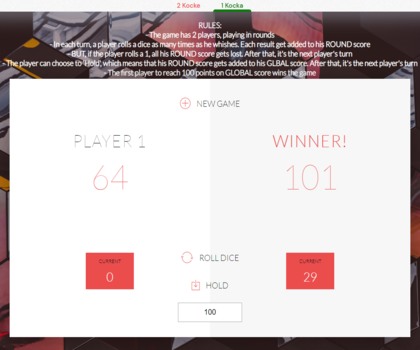 2 Kocke
1 Kocka
RULES:
-The game has 2 players, playing in rounds
- In each turn, a player rolls a dice as many times as he whishes. Each result get added to his ROUND score
- BUT, if the player rolls a 1, all his ROUND score gets lost. After that, it's the next player's turn
-The player can choose to 'Hold', which means that his ROUND score gets added to his GLBAL score. After that, it's the next player's turn
-The first player to reach 100 points on GLOBAL score wins the game
NEW GAME
PLAYER 1
WINNER!
64
101
CURRENT
0
ROLL DICE
CURRENT
29
HOLD
100